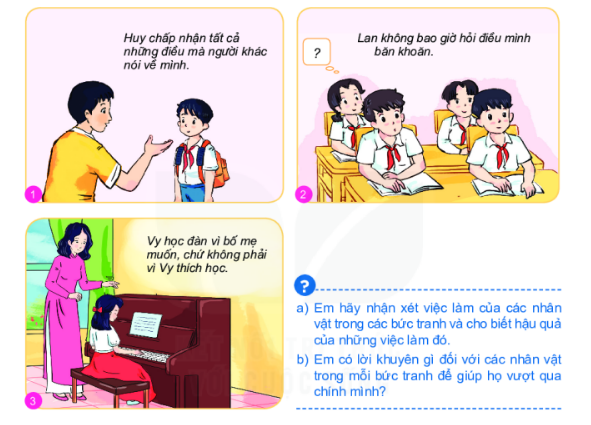 Huy chấp nhận tất cả
những điều mà người khác
nói về mình.
1
Lan không bao giờ hỏi điều mình
băn khoăn.
?
2
Vy học đàn vì bố mẹ
muốn, chứ không phải
vì Vy thích học.
3
?
a) Em hãy nhận xét việc làm của các nhân
vật trong các bức tranh và cho biết hậu quả
của những việc làm đó.
b) Em có lời khuyên gì đối với các nhân vật
trong mỗi bức tranh để giúp họ vượt qua
chính mình?